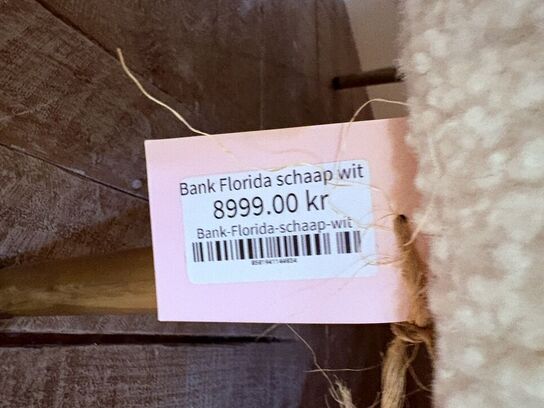 Bank Florida schaap wit
8999.00 kr
Bank-Florida-schaap-wit